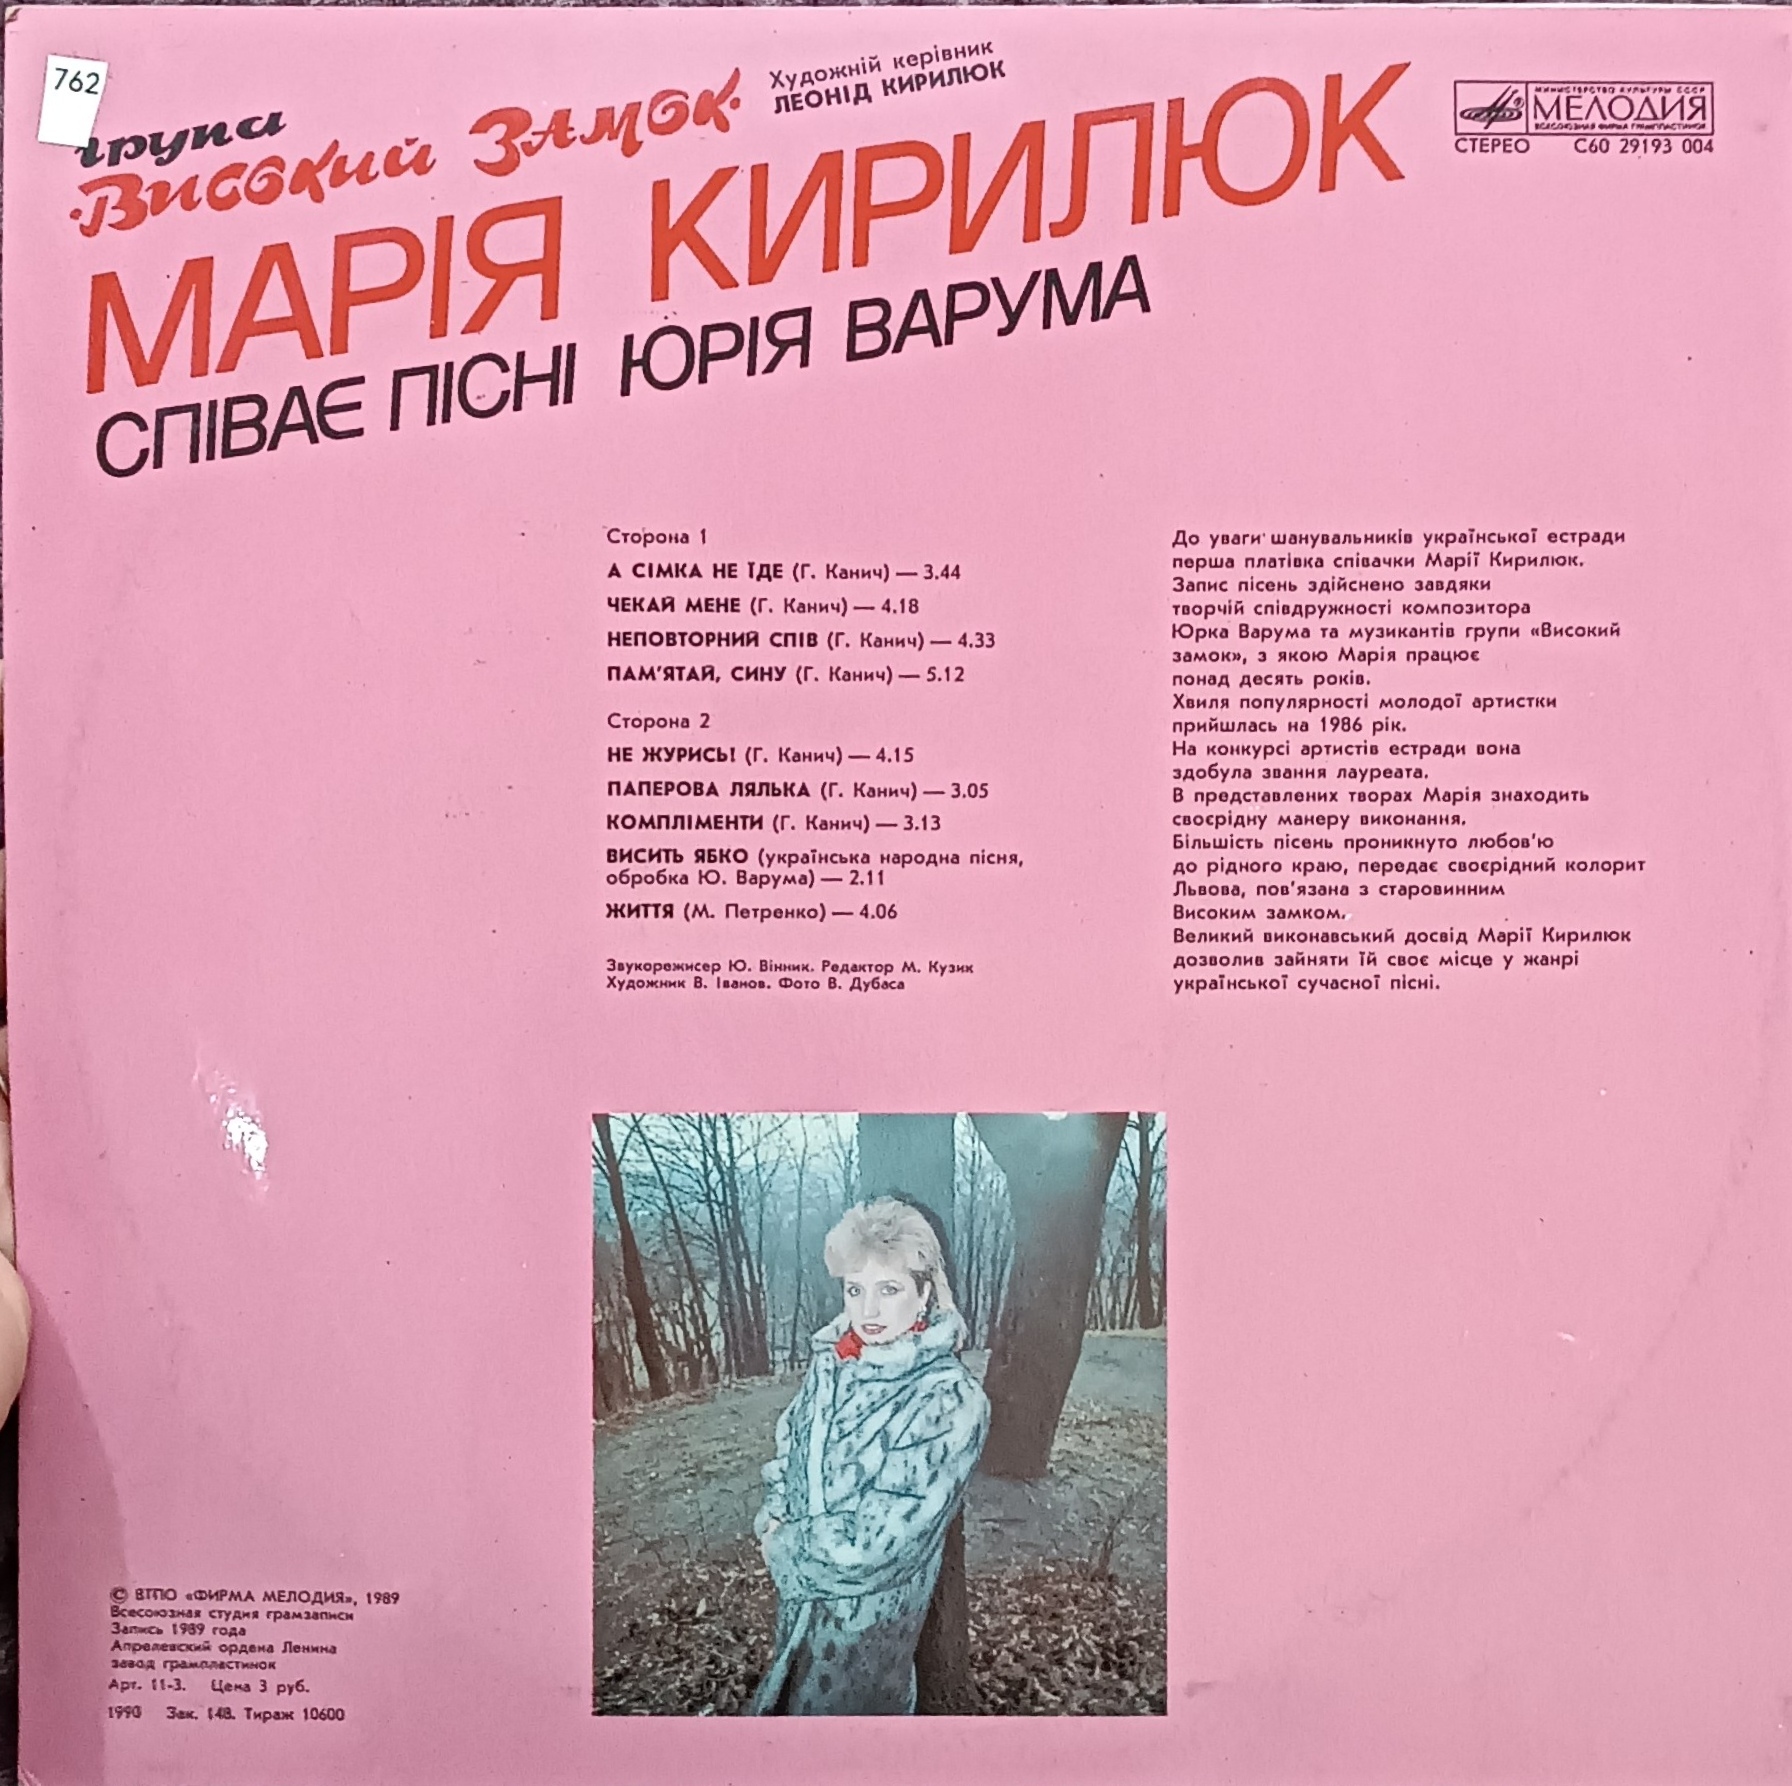 762
група
«Високий Замок»
Художній керівник
ЛЕОНІД КИРИЛЮК
МАРІЯ КИРИЛЮК
СПІВАЄ ПІСНІ ЮРІЯ ВАРУМА
МИНИСТЕРСТВО КУЛЬТУРЫ СССР
МЕЛОДИЯ
ВСЕСОЮЗНАЯ ФИРМА ГРАМПЛАСТИНОК
СТЕРЕО С60 29193 004
Сторона 1
А СІМКА НЕ ЇДЕ (Г. Канич) — 3.44
ЧЕКАЙ МЕНЕ (Г. Канич) — 4.18
НЕПОВТОРНИЙ СПІВ (Г. Канич) — 4.33
ПАМ'ЯТАЙ, СИНУ (Г. Канич) — 5.12
Сторона 2
НЕ ЖУРИСЬ! (Г. Канич) — 4.15
ПАПЕРОВА ЛЯЛЬКА (Г. Канич) — 3.05
КОМПЛІМЕНТИ (Г. Канич) — 3.13
ВИСИТЬ ЯБКО (українська народна пісня,
обробка Ю. Варума) — 2.11
ЖИТТЯ (М. Петренко) — 4.06
Звукорежисер Ю. Вінник. Редактор М. Кузик
Художник В. Іванов. Фото В. Дубаса
До уваги шанувальників української естради
перша платівка співачки Марії Кирилюк.
Запис пісень здійснено завдяки
творчій співдружності композитора
Юрка Варума та музикантів групи «Високий
замок», з якою Марія працює
понад десять років.
Хвиля популярності молодої артистки
прийшлась на 1986 рік.
На конкурсі артистів естради вона
здобула звання лауреата.
В представлених творах Марія знаходить
своєрідну манеру виконання.
Більшість пісень проникнуто любов'ю
до рідного краю, передає своєрідний колорит
Львова, пов'язана з старовинним
Високим замком.
Великий виконавський досвід Марії Кирилюк
дозволив зайняти їй своє місце у жанрі
української сучасної пісні.
© ВТПО «ФИРМА МЕЛОДИЯ», 1989
Всесоюзная студия грамзаписи
Запись 1989 года
Апрелевский ордена Ленина
завод грампластинок
Арт. 11-3. Цена 3 руб.
1990 Зак. 148. Тираж 10600